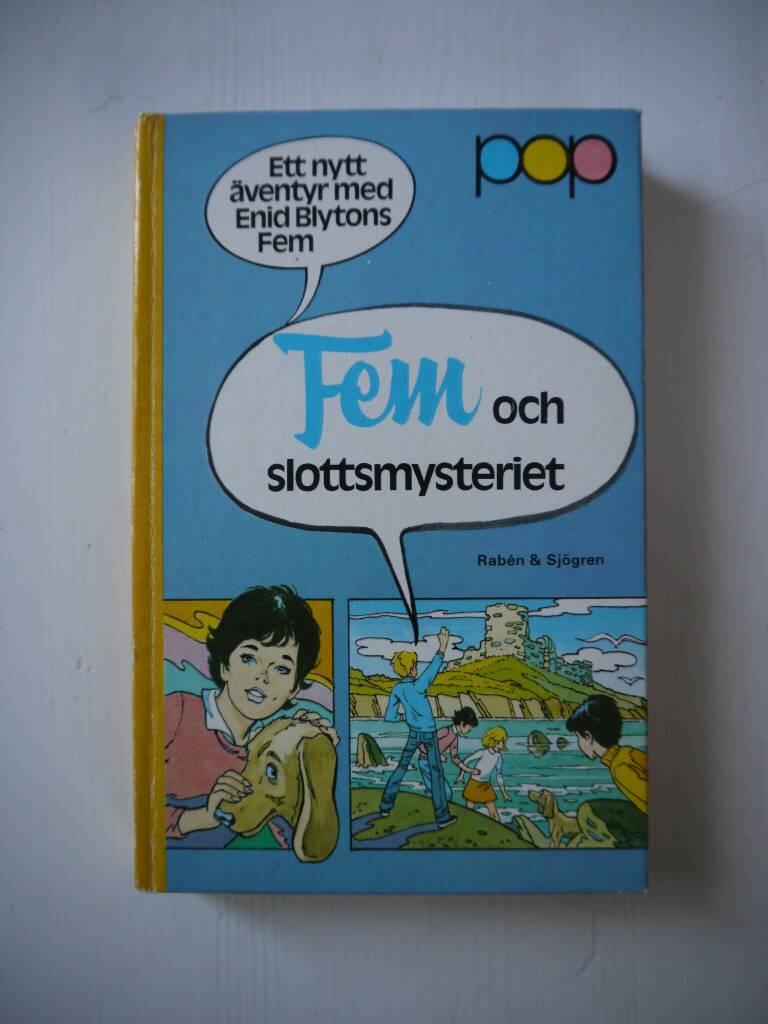 pop
Ett nytt
äventyr med
Enid Blytons
Fem
Fem och
slottsmysteriet
Rabén & Sjögren